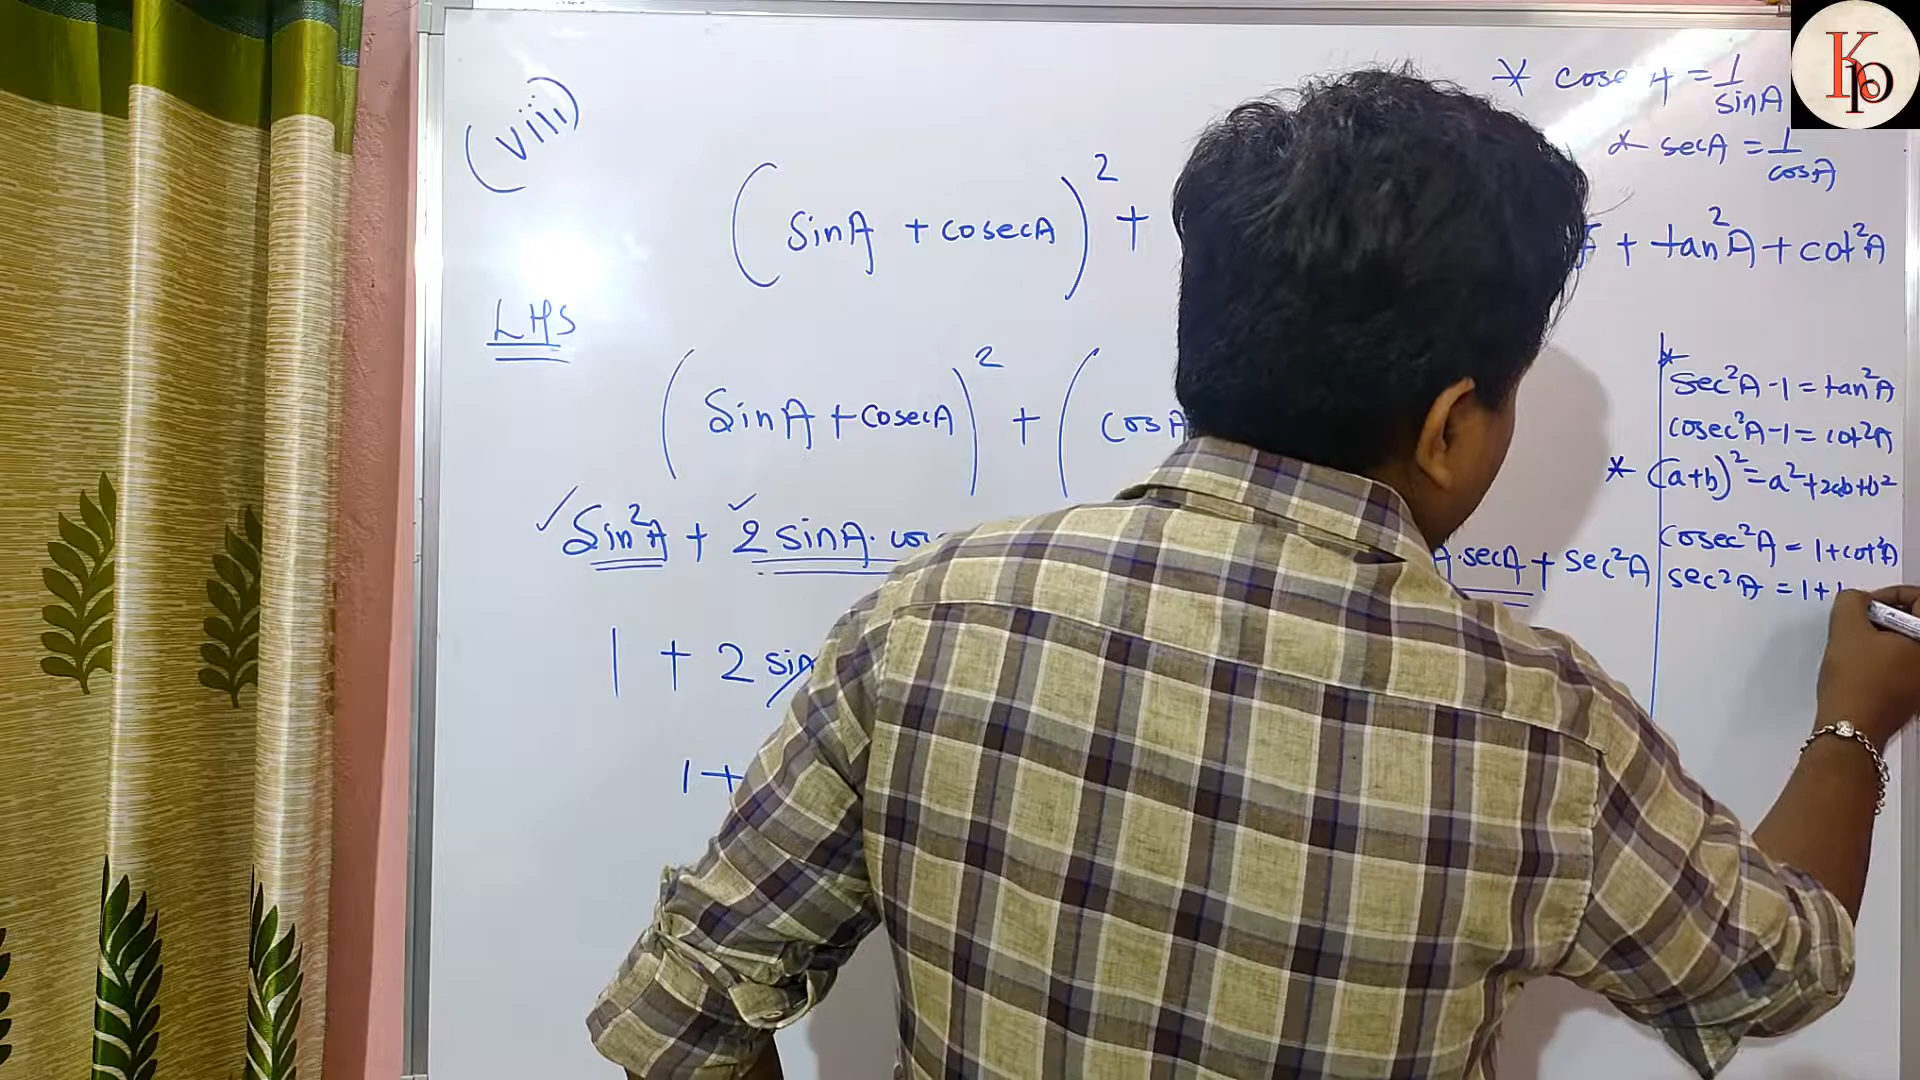 (viii)
* cosec A = 1/sinA
* secA = 1/cosA
(sinA + cosecA)² +
+ tan²A + cot²A
LHS
(SinA + cosecA)² + (cosA
Sin²A + 2 sinA.
A.secA + sec²A
1 + 2 sinA
1 +
* sec²A - 1 = tan²A
cosec²A - 1 = cot²A
* (a+b)² = a² + 2ab + b²
cosec²A = 1 + cot²A
sec²A = 1 +
KP